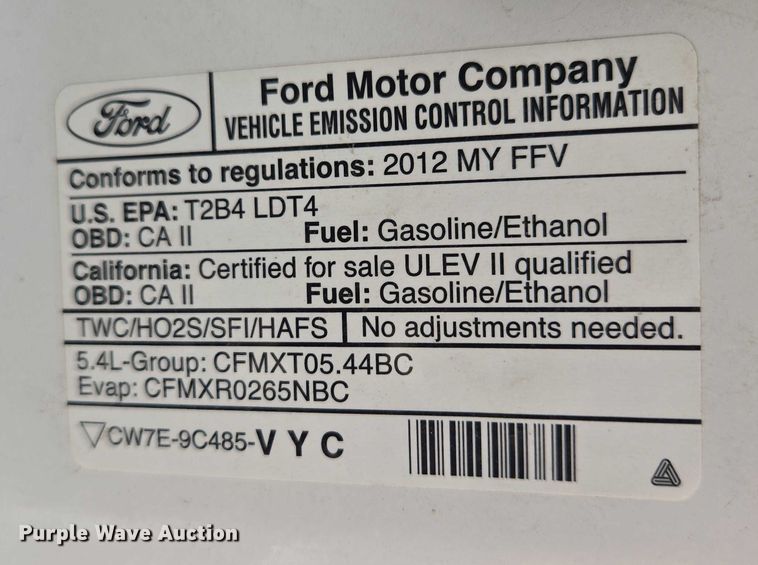 Ford
Ford Motor Company
VEHICLE EMISSION CONTROL INFORMATION
Conforms to regulations: 2012 MY FFV
U.S. EPA: T2B4 LDT4
OBD: CA II Fuel: Gasoline/Ethanol
California: Certified for sale ULEV II qualified
OBD: CA II Fuel: Gasoline/Ethanol
TWC/HO2S/SFI/HAFS No adjustments needed.
5.4L-Group: CFMXT05.44BC
Evap: CFMXR0265NBC
CW7E-9C485-V Y C
Purple Wave Auction